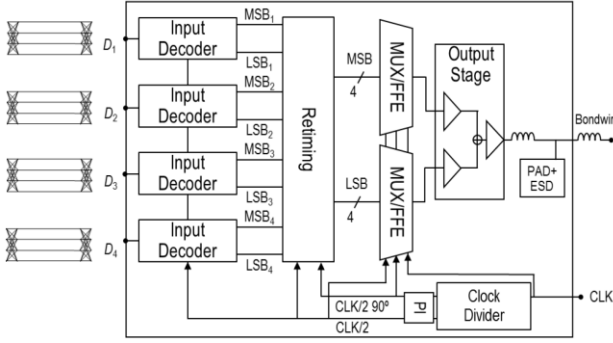 D1
Input
Decoder
MSB1
LSB1
D2
Input
Decoder
MSB2
LSB2
D3
Input
Decoder
MSB3
LSB3
D4
Input
Decoder
MSB4
LSB4
Retiming
MSB
4
LSB
4
MUX/FFE
MUX/FFE
Output
Stage
Bondwir
PAD+
ESD
CLK/2 90º
CLK/2
PI
Clock
Divider
CLK